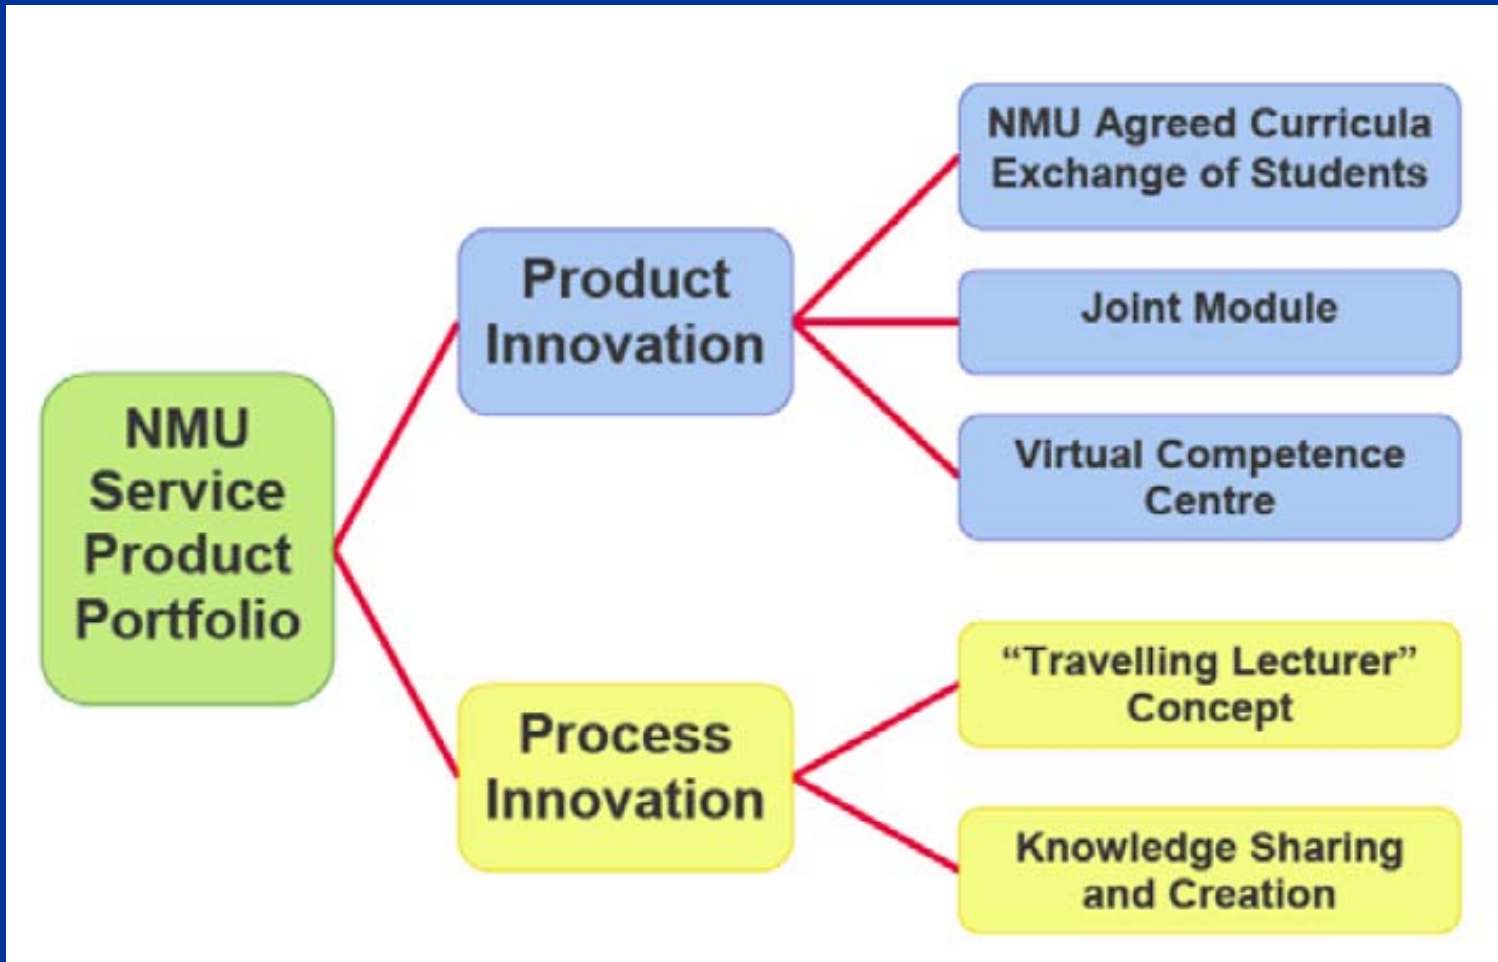 NMU
Service
Product
Portfolio
Product
Innovation
NMU Agreed Curricula
Exchange of Students
Joint Module
Virtual Competence
Centre
Process
Innovation
“Travelling Lecturer”
Concept
Knowledge Sharing
and Creation